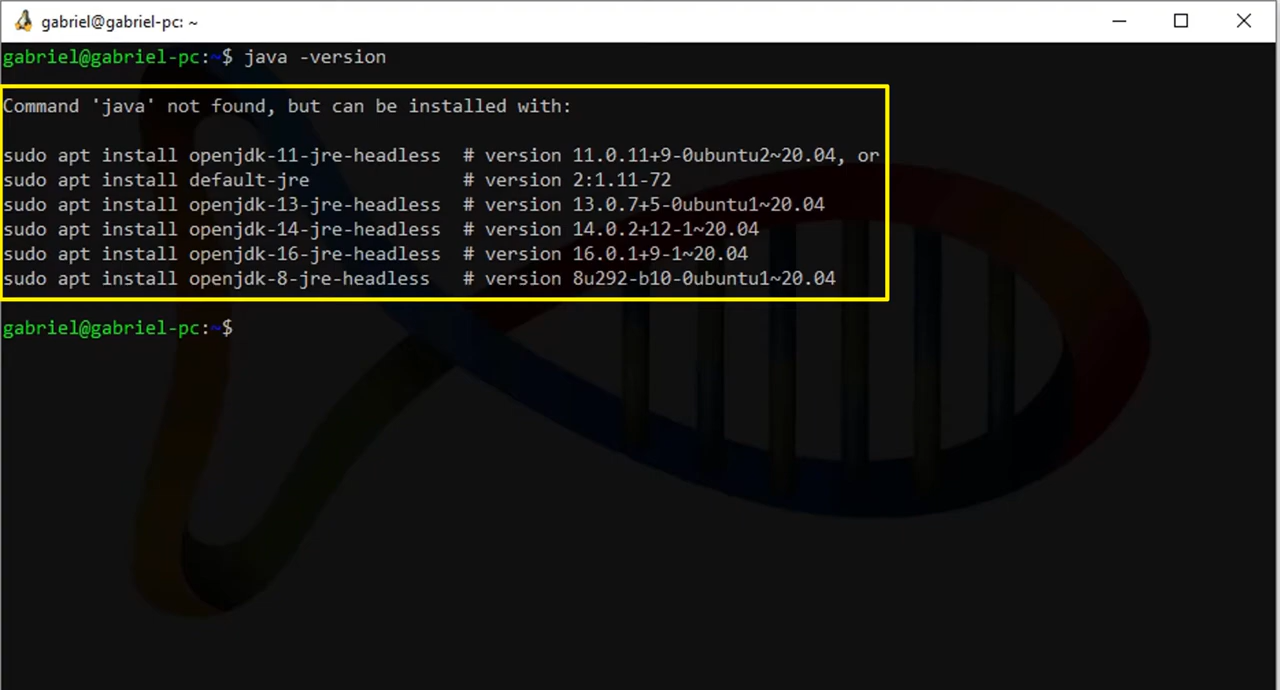 gabriel@gabriel-pc: ~
gabriel@gabriel-pc:~$ java -version
Command 'java' not found, but can be installed with:
sudo apt install openjdk-11-jre-headless  # version 11.0.11+9-0ubuntu2~20.04, or
sudo apt install default-jre              # version 2:1.11-72
sudo apt install openjdk-13-jre-headless  # version 13.0.7+5-0ubuntu1~20.04
sudo apt install openjdk-14-jre-headless  # version 14.0.2+12-1~20.04
sudo apt install openjdk-16-jre-headless  # version 16.0.1+9-1~20.04
sudo apt install openjdk-8-jre-headless   # version 8u292-b10-0ubuntu1~20.04
gabriel@gabriel-pc:~$